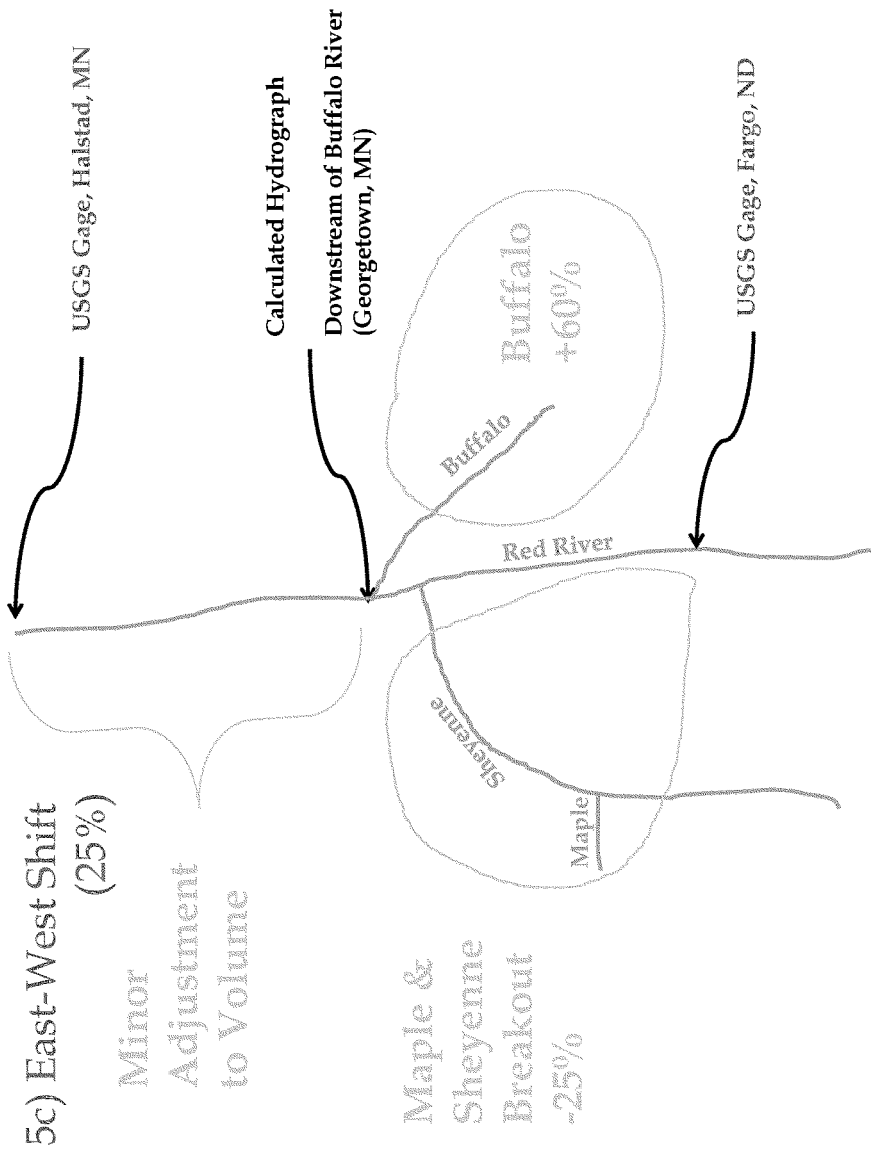 5c) East-West Shift
(25%)
Minor
Adjustment
to Volume
USGS Gage, Halstad, MN
Calculated Hydrograph
Downstream of Buffalo River
(Georgetown, MN)
Maple &
Sheyenne
Breakout
-25%
Maple
Sheyenne
Buffalo
Buffalo
+60%
Red River
USGS Gage, Fargo, ND